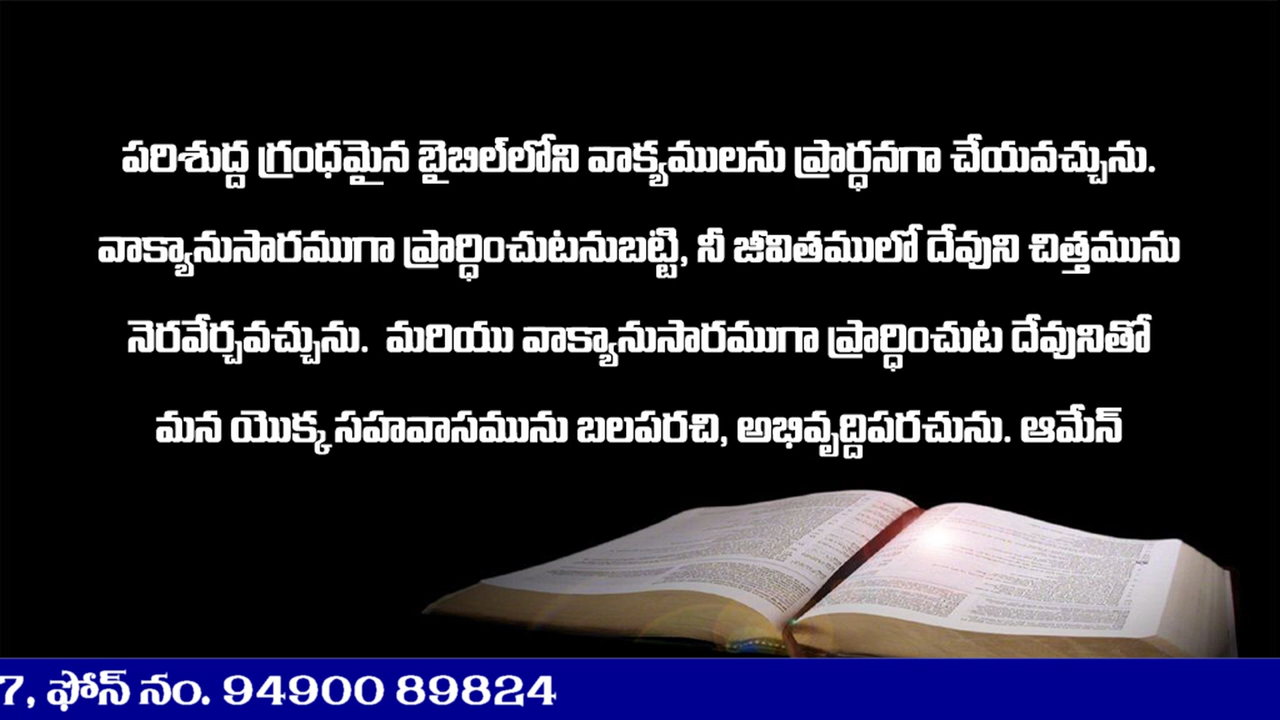 పరిశుద్ద గ్రంధమైన బైబిల్‌లోని వాక్యములను ప్రార్ధనగా చేయవచ్చును.
వాక్యానుసారముగా ప్రార్ధించుటనుబట్టి, నీ జీవితములో దేవుని చిత్తమును
నెరవేర్చవచ్చును. మరియు వాక్యానుసారముగా ప్రార్ధించుట దేవునితో
మన యొక్క సహవాసమును బలపరచి, అభివృద్దిపరచును. ఆమేన్
7, ఫోన్ నం. 94900 89824